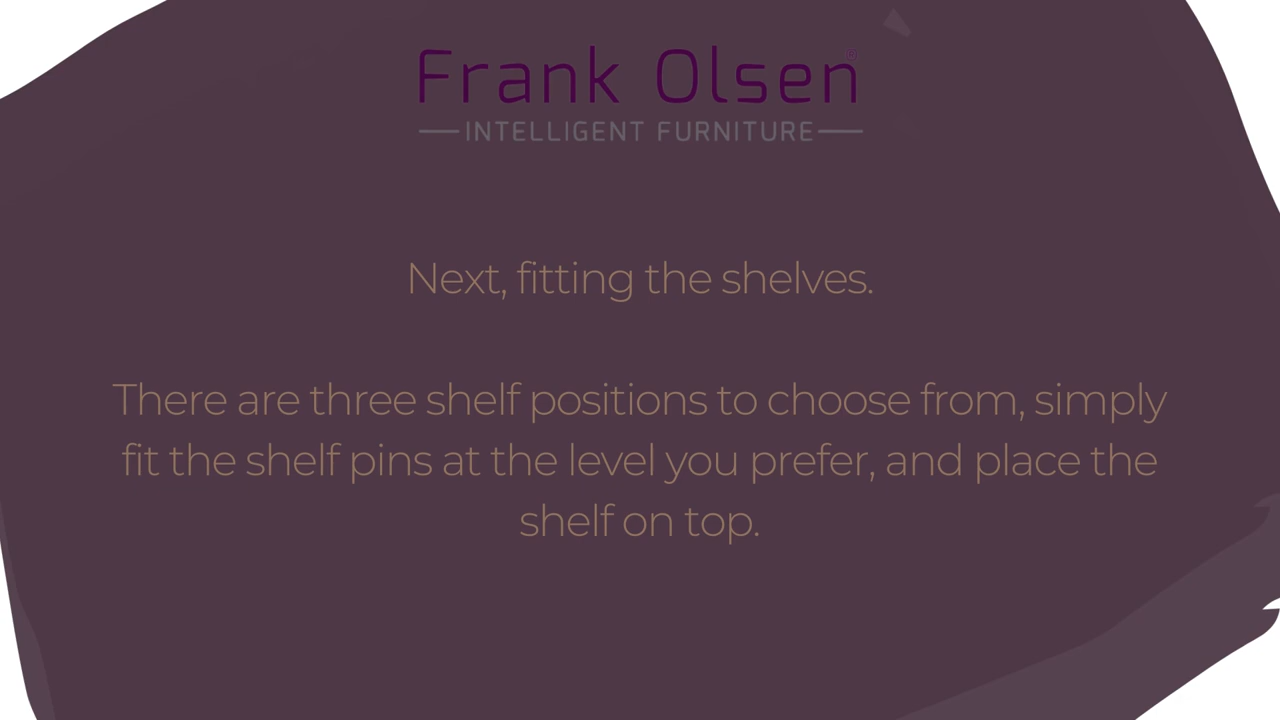 Frank Olsen®
INTELLIGENT FURNITURE
Next, fitting the shelves.
There are three shelf positions to choose from, simply
fit the shelf pins at the level you prefer, and place the
shelf on top.